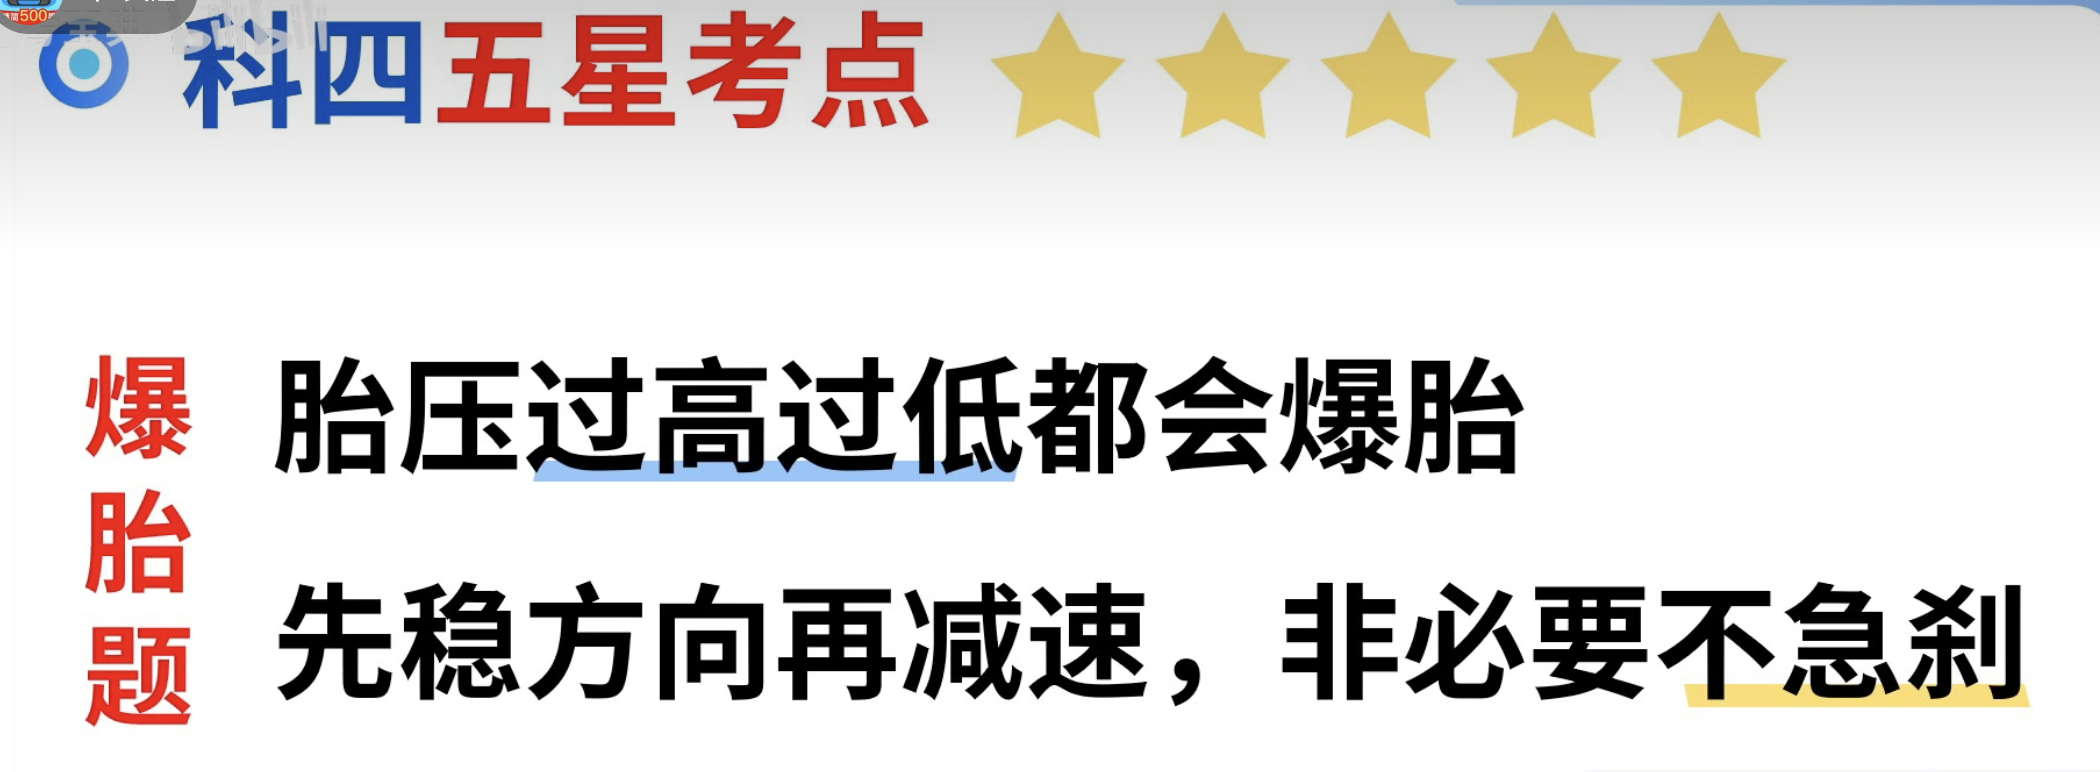 科四五星考点
爆胎题
胎压过高过低都会爆胎
先稳方向再减速，非必要不急刹